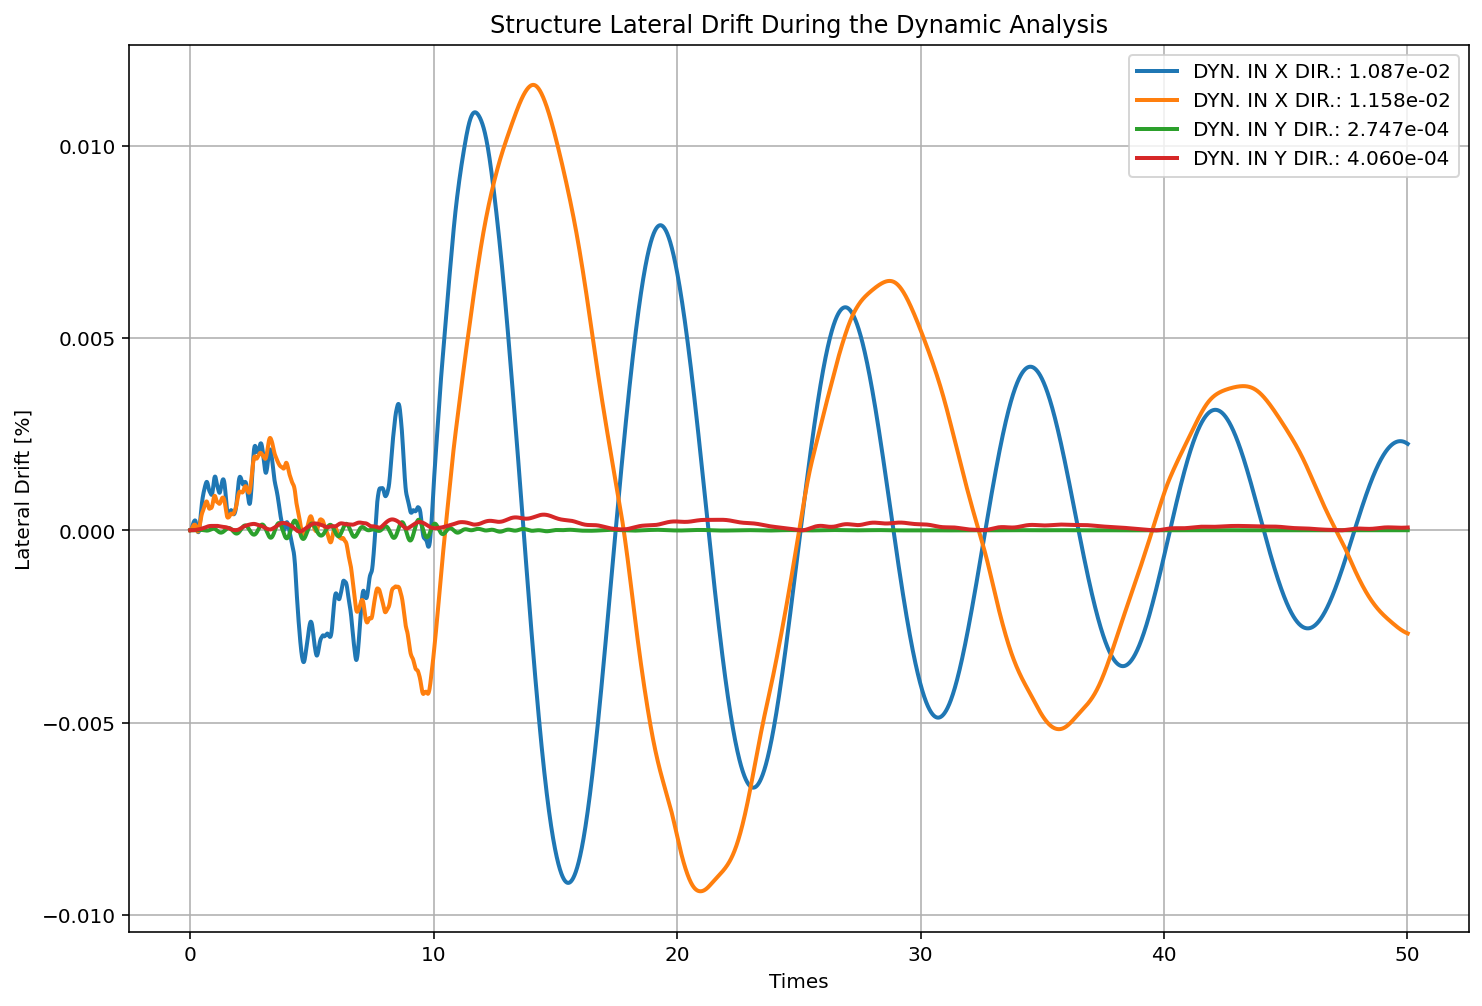 Structure Lateral Drift During the Dynamic Analysis
DYN. IN X DIR.: 1.087e-02
DYN. IN X DIR.: 1.158e-02
DYN. IN Y DIR.: 2.747e-04
DYN. IN Y DIR.: 4.060e-04
Lateral Drift [%]
0.010
0.005
0.000
−0.005
−0.010
0 10 20 30 40 50
Times